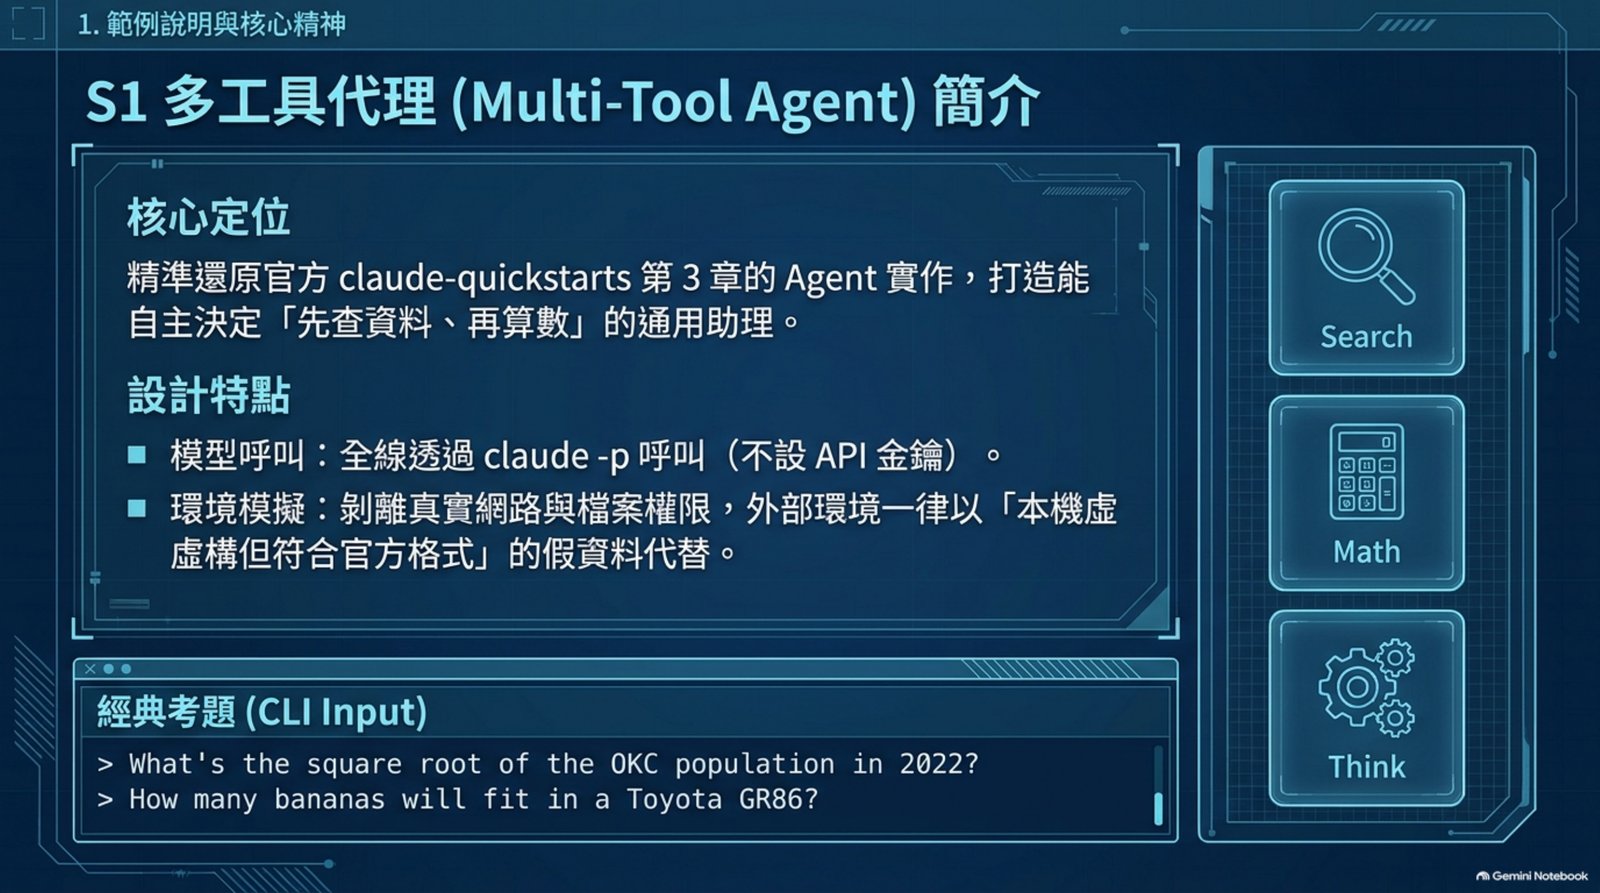 1. 範例說明與核心精神
S1 多工具代理 (Multi-Tool Agent) 簡介
核心定位
精準還原官方 claude-quickstarts 第 3 章的 Agent 實作，打造能
自主決定「先查資料、再算數」的通用助理。
設計特點
■ 模型呼叫：全線透過 claude -p 呼叫（不設 API 金鑰）。
■ 環境模擬：剝離真實網路與檔案權限，外部環境一律以「本機虛
虛構但符合官方格式」的假資料代替。
Search
Math
Think
經典考題 (CLI Input)
> What's the square root of the OKC population in 2022?
> How many bananas will fit in a Toyota GR86?
Gemini Notebook